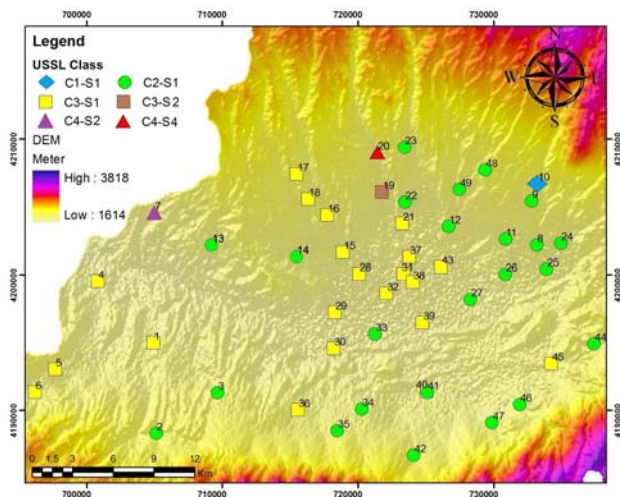 700000 710000 720000 730000
Legend
USSL Class
C1-S1 C2-S1
C3-S1 C3-S2
C4-S2 C4-S4
DEM
Meter
High : 3818
Low : 1614
N
W E
S
4210000 4210000
4200000 4200000
4190000 4190000
20 23
48
19 49 10
17 22 9
18
7 16 21 12
11 8 24
13 14 15 37
28 31 38 43 26 25
4 32 27
29 39
33
1 30 44
5 45
6 3 40 41
36 34 46
2 35 47
42
0 1.5 3 6 9 12
Km
700000 710000 720000 730000